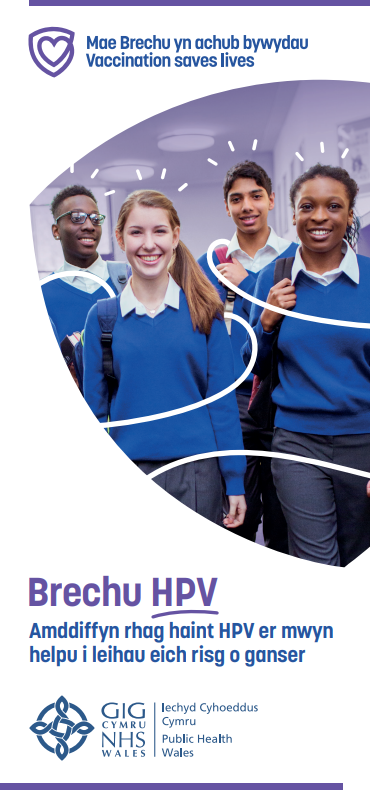 Mae Brechu yn achub bywydau
Vaccination saves lives
Brechu HPV
Amddiffyn rhag haint HPV er mwyn
helpu i leihau eich risg o ganser
GIG
CYMRU
NHS
WALES
Iechyd Cyhoeddus
Cymru
Public Health
Wales